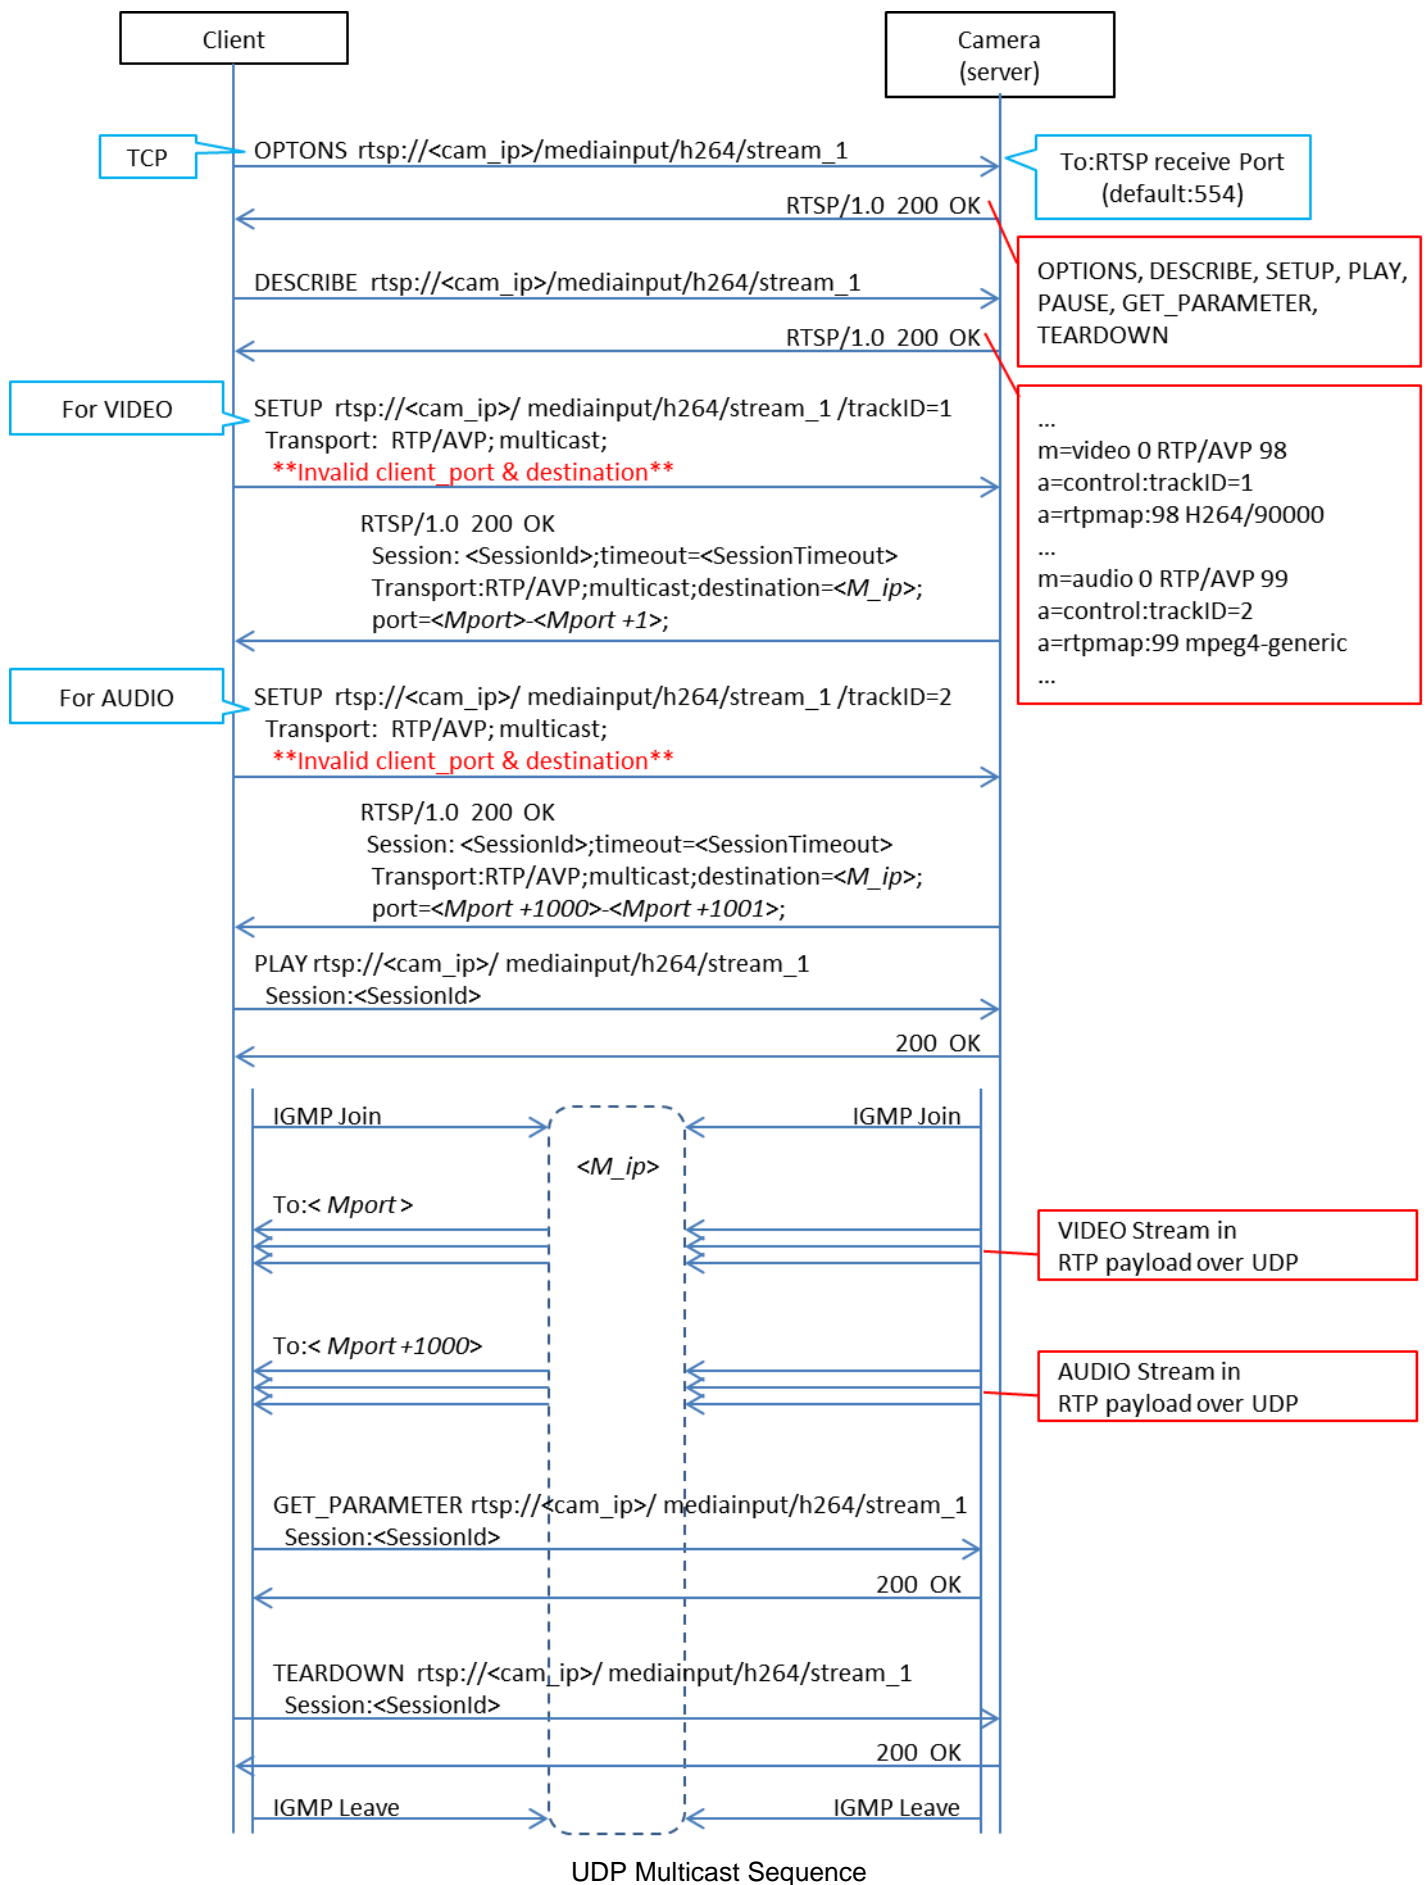 Client
Camera
(server)
TCP
OPTONS rtsp://<cam_ip>/mediainput/h264/stream_1
To:RTSP receive Port
(default:554)
RTSP/1.0 200 OK
OPTIONS, DESCRIBE, SETUP, PLAY,
PAUSE, GET_PARAMETER,
TEARDOWN
DESCRIBE rtsp://<cam_ip>/mediainput/h264/stream_1
RTSP/1.0 200 OK
...
m=video 0 RTP/AVP 98
a=control:trackID=1
a=rtpmap:98 H264/90000
...
m=audio 0 RTP/AVP 99
a=control:trackID=2
a=rtpmap:99 mpeg4-generic
...
For VIDEO
SETUP rtsp://<cam_ip>/ mediainput/h264/stream_1 /trackID=1
Transport: RTP/AVP; multicast;
**Invalid client_port & destination**
RTSP/1.0 200 OK
Session: <SessionId>;timeout=<SessionTimeout>
Transport:RTP/AVP;multicast;destination=<M_ip>;
port=<Mport>-<Mport +1>;
For AUDIO
SETUP rtsp://<cam_ip>/ mediainput/h264/stream_1 /trackID=2
Transport: RTP/AVP; multicast;
**Invalid client_port & destination**
RTSP/1.0 200 OK
Session: <SessionId>;timeout=<SessionTimeout>
Transport:RTP/AVP;multicast;destination=<M_ip>;
port=<Mport +1000>-<Mport +1001>;
PLAY rtsp://<cam_ip>/ mediainput/h264/stream_1
Session:<SessionId>
200 OK
IGMP Join
IGMP Join
<M_ip>
To:< Mport >
VIDEO Stream in
RTP payload over UDP
To:< Mport +1000>
AUDIO Stream in
RTP payload over UDP
GET_PARAMETER rtsp://<cam_ip>/ mediainput/h264/stream_1
Session:<SessionId>
200 OK
TEARDOWN rtsp://<cam_ip>/ mediainput/h264/stream_1
Session:<SessionId>
200 OK
IGMP Leave
IGMP Leave
UDP Multicast Sequence